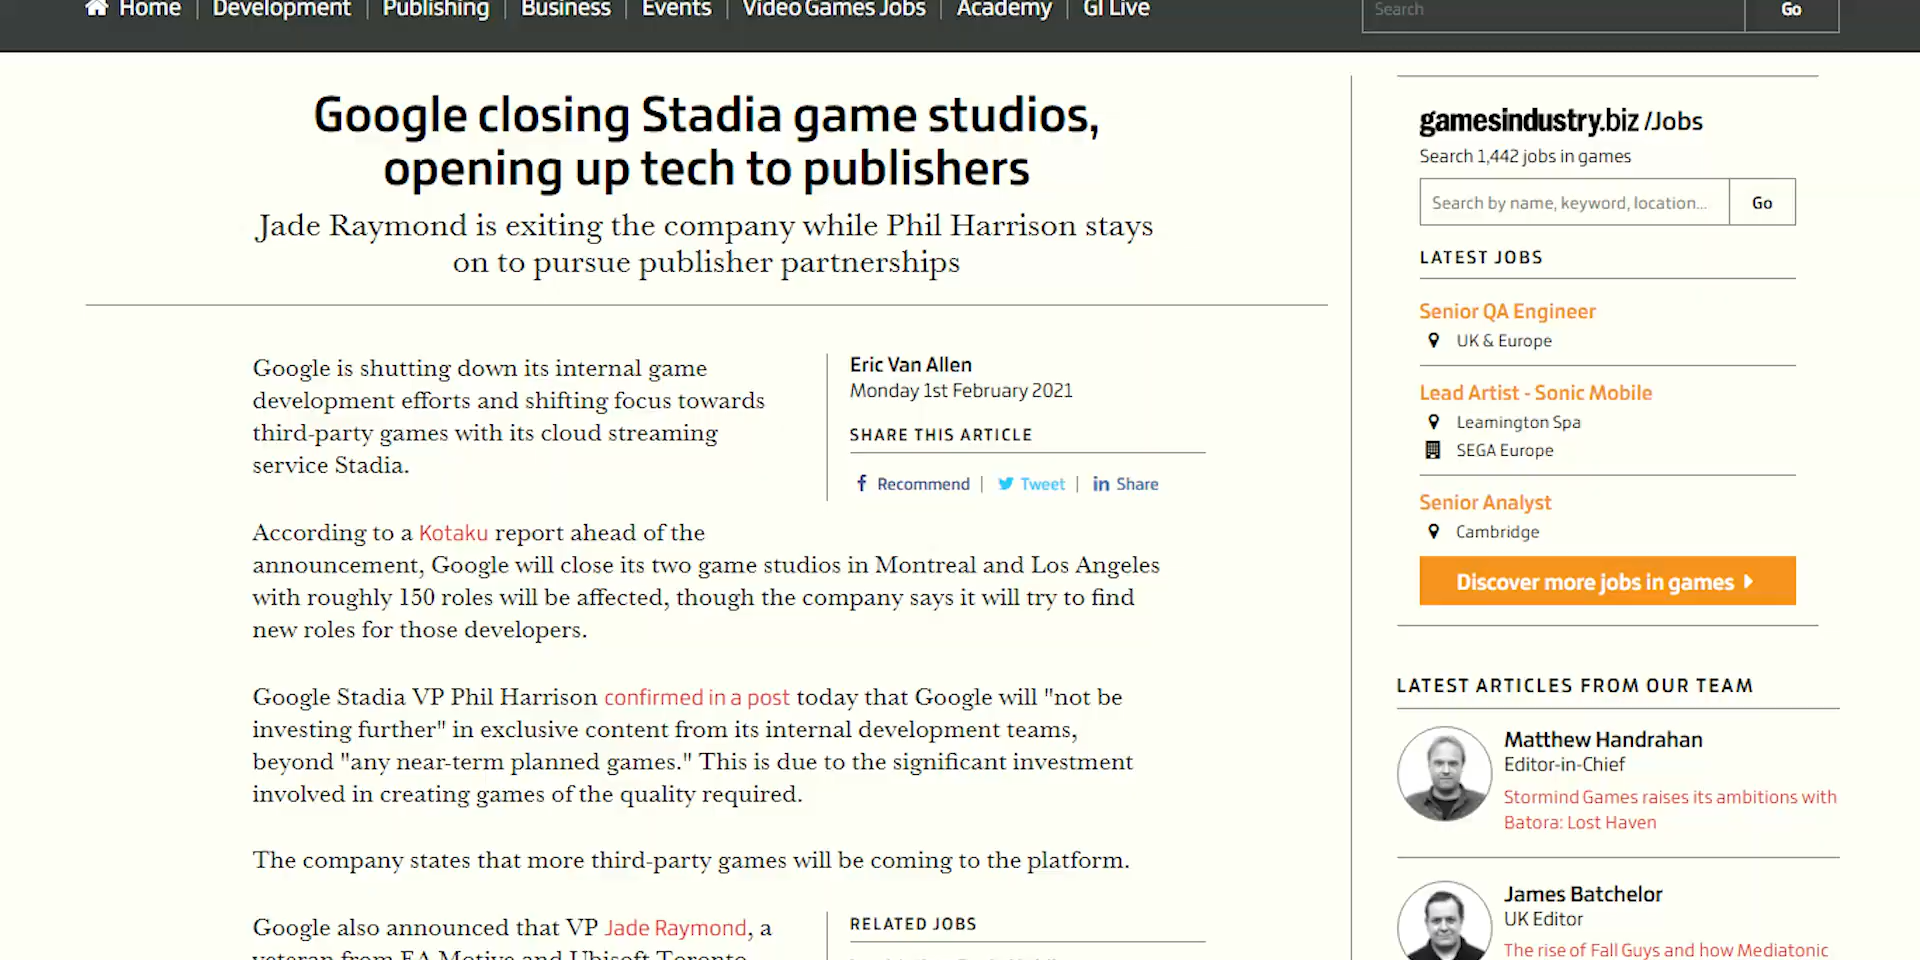 Home | Development | Publishing | Business | Events | Video Games Jobs | Academy | GI Live
Search
Go
Google closing Stadia game studios,
opening up tech to publishers
Jade Raymond is exiting the company while Phil Harrison stays
on to pursue publisher partnerships
Google is shutting down its internal game
development efforts and shifting focus towards
third-party games with its cloud streaming
service Stadia.
Eric Van Allen
Monday 1st February 2021
SHARE THIS ARTICLE
Recommend | Tweet | Share
According to a Kotaku report ahead of the
announcement, Google will close its two game studios in Montreal and Los Angeles
with roughly 150 roles will be affected, though the company says it will try to find
new roles for those developers.
Google Stadia VP Phil Harrison confirmed in a post today that Google will "not be
investing further" in exclusive content from its internal development teams,
beyond "any near-term planned games." This is due to the significant investment
involved in creating games of the quality required.
The company states that more third-party games will be coming to the platform.
Google also announced that VP Jade Raymond, a
veteran from EA Motive and Ubisoft Toronto
RELATED JOBS
gamesindustry.biz /Jobs
Search 1,442 jobs in games
Search by name, keyword, location...
Go
LATEST JOBS
Senior QA Engineer
UK & Europe
Lead Artist - Sonic Mobile
Leamington Spa
SEGA Europe
Senior Analyst
Cambridge
Discover more jobs in games
LATEST ARTICLES FROM OUR TEAM
Matthew Handrahan
Editor-in-Chief
Stormind Games raises its ambitions with
Batora: Lost Haven
James Batchelor
UK Editor
The rise of Fall Guys and how Mediatonic